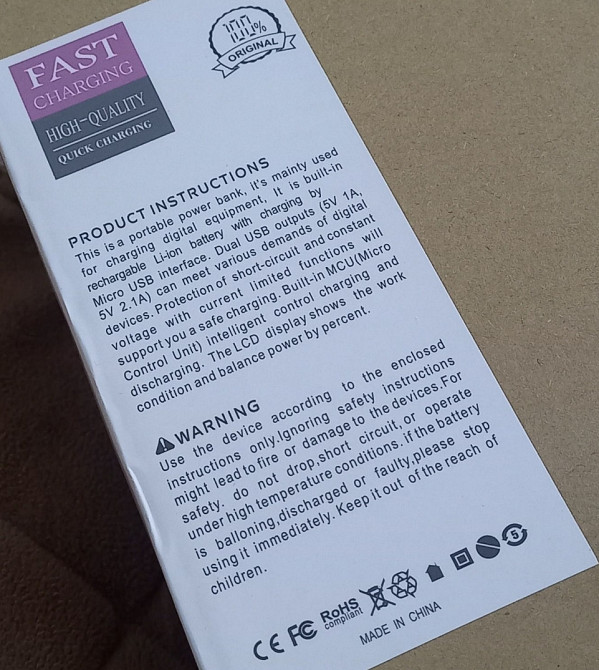 FAST
CHARGING
HIGH-QUALITY
QUICK CHARGING
100%
ORIGINAL
PRODUCT INSTRUCTIONS
This is a portable power bank, it's mainty used
for charging digital equipment, It is built-in
rechargable Li-ion battery with charging by
Micro USB interface. Dual USB outputs (5V 1A,
5V 2.1A) can meet various demands of digital
devices. Protection of short-circuit and constant
voltage with current limited functions will
support you a safe charging. Built-in MCU(Micro
Control Unit) intelligent control charging and
discharging. The LCD display shows the work
condition and balance power by percent.
WARNING
Use the device according to the enclosed
instructions only.Ignoring safety instructions
might lead to fire or damage to the devices.For
safety. do not drop,short circuit, or operate
under high temperature conditions. if the battery
is balloning,discharged or faulty,please stop
using it immediately. Keep it out of the reach of
children.
CE FC RoHS
compliant
5
MADE IN CHINA